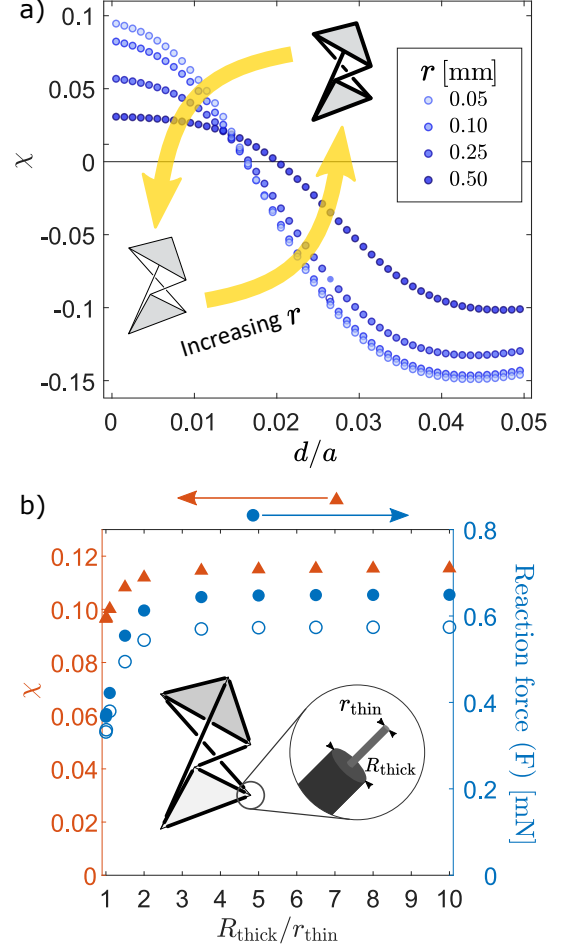 a)
0.1
0.05
0
-0.05
-0.1
-0.15
χ
r [mm]
0.05
0.10
0.25
0.50
Increasing r
0 0.01 0.02 0.03 0.04 0.05
d/a
b)
0.12
0.10
0.08
0.06
0.04
0.02
0
χ
0.8
0.6
0.4
0.2
0
Reaction force (F) [mN]
r_thin
R_thick
1 2 3 4 5 6 7 8 9 10
R_thick/r_thin